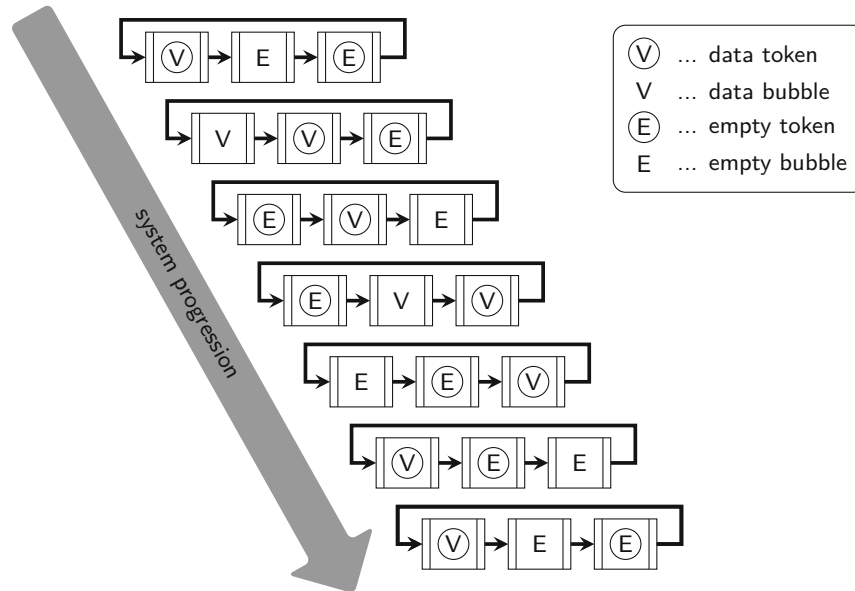 V E E
V V E
E V E
E V V
E E V
V E E
V E E
system progression
V ... data token
V ... data bubble
E ... empty token
E ... empty bubble